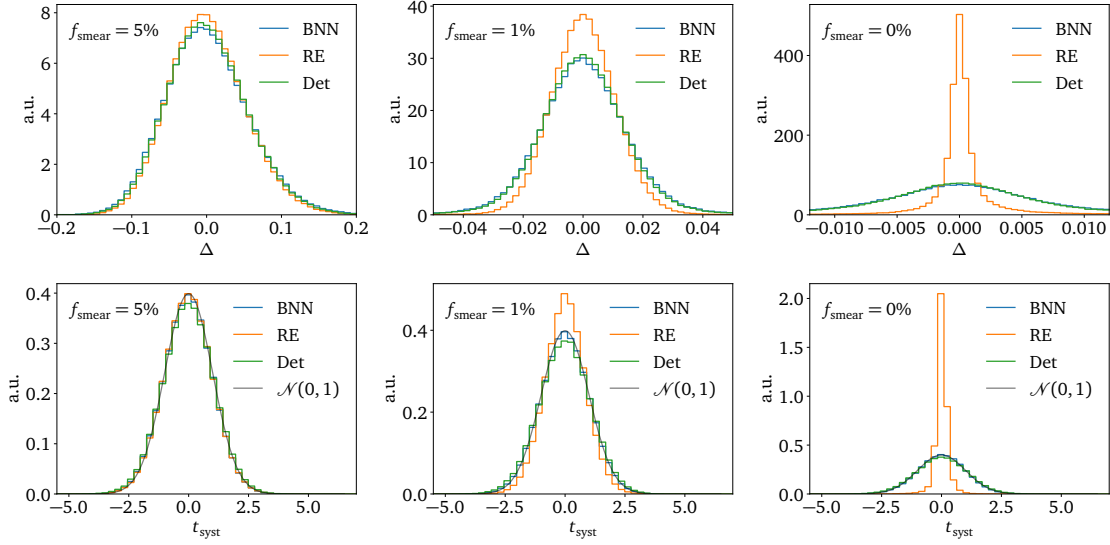 f_smear = 5%
BNN
RE
Det
a.u.
8
6
4
2
0
−0.2 −0.1 0.0 0.1 0.2
Δ
f_smear = 1%
BNN
RE
Det
a.u.
40
30
20
10
0
−0.04 −0.02 0.00 0.02 0.04
Δ
f_smear = 0%
BNN
RE
Det
a.u.
400
200
0
−0.010 −0.005 0.000 0.005 0.010
Δ
f_smear = 5%
BNN
RE
Det
𝒩(0, 1)
a.u.
0.4
0.3
0.2
0.1
0.0
−5.0 −2.5 0.0 2.5 5.0
t_syst
f_smear = 1%
BNN
RE
Det
𝒩(0, 1)
a.u.
0.4
0.2
0.0
−5.0 −2.5 0.0 2.5 5.0
t_syst
f_smear = 0%
BNN
RE
Det
𝒩(0, 1)
a.u.
2.0
1.5
1.0
0.5
0.0
−5.0 −2.5 0.0 2.5 5.0
t_syst